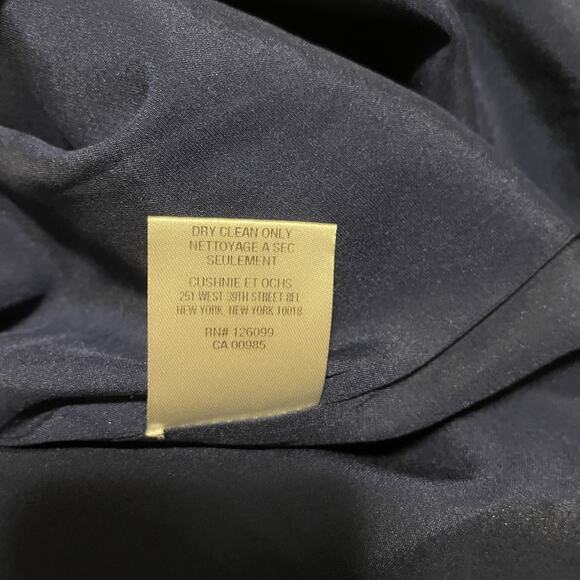 DRY CLEAN ONLY
NETTOYAGE A SEC
SEULEMENT
CUSHNIE ET OCHS
251 WEST 39TH STREET 8FL
NEW YORK, NEW YORK 10018
RN# 126099
CA 00985